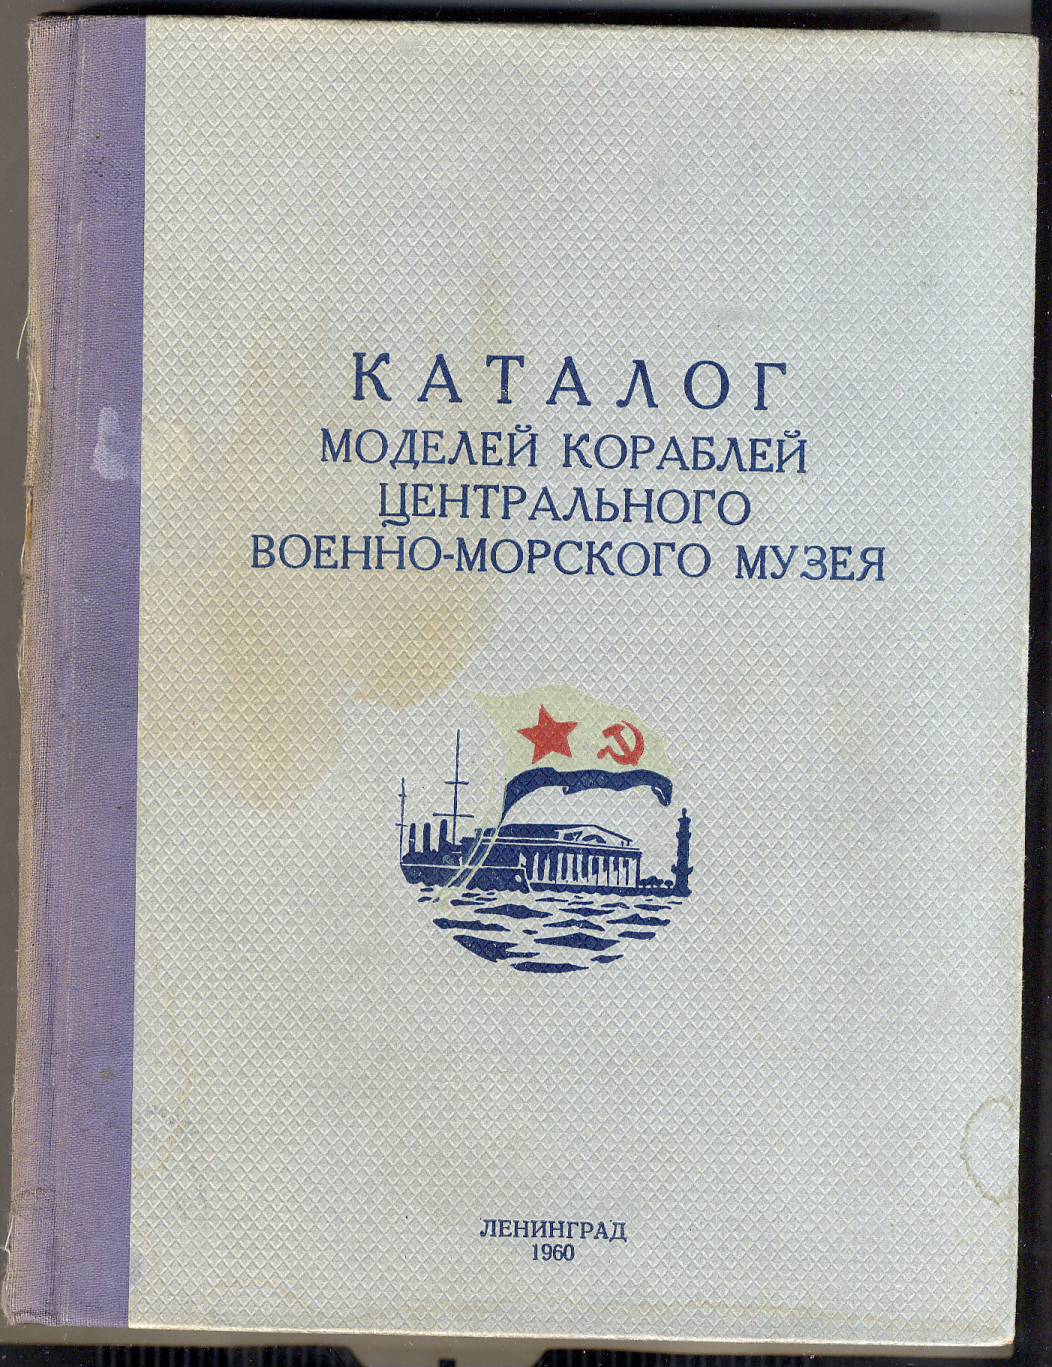 КАТАЛОГ
МОДЕЛЕЙ КОРАБЛЕЙ
ЦЕНТРАЛЬНОГО
ВОЕННО-МОРСКОГО МУЗЕЯ
ЛЕНИНГРАД
1960